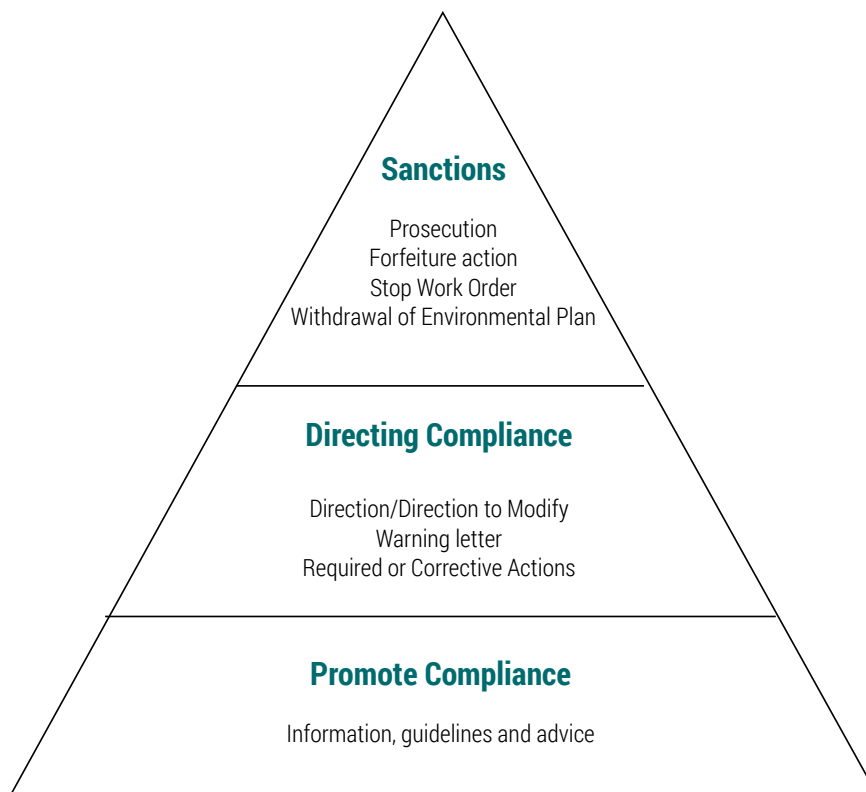 Sanctions
Prosecution
Forfeiture action
Stop Work Order
Withdrawal of Environmental Plan
Directing Compliance
Direction/Direction to Modify
Warning letter
Required or Corrective Actions
Promote Compliance
Information, guidelines and advice